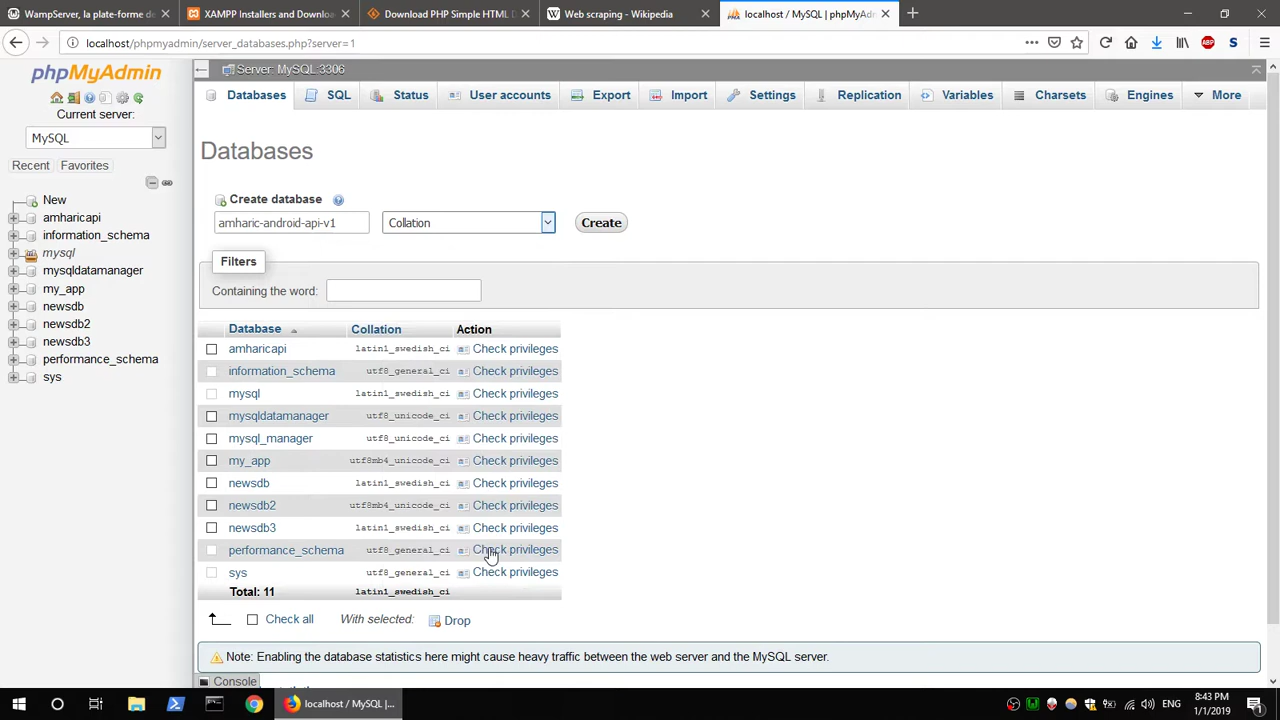 WampServer, la plate-forme de
XAMPP Installers and Downloa
Download PHP Simple HTML D
Web scraping - Wikipedia
localhost / MySQL | phpMyAdm
localhost/phpmyadmin/server_databases.php?server=1
phpMyAdmin
Current server:
MySQL
Recent
Favorites
New
amharicapi
information_schema
mysql
mysqldatamanager
my_app
newsdb
newsdb2
newsdb3
performance_schema
sys
Server: MySQL:3306
Databases
SQL
Status
User accounts
Export
Import
Settings
Replication
Variables
Charsets
Engines
More
Databases
Create database
amharic-android-api-v1
Collation
Create
Filters
Containing the word:
Database Collation Action
amharicapi latin1_swedish_ci Check privileges
information_schema utf8_general_ci Check privileges
mysql latin1_swedish_ci Check privileges
mysqldatamanager utf8_unicode_ci Check privileges
mysql_manager utf8_unicode_ci Check privileges
my_app utf8mb4_unicode_ci Check privileges
newsdb latin1_swedish_ci Check privileges
newsdb2 utf8mb4_unicode_ci Check privileges
newsdb3 latin1_swedish_ci Check privileges
performance_schema utf8_general_ci Check privileges
sys utf8_general_ci Check privileges
Total: 11 latin1_swedish_ci
Check all With selected: Drop
Note: Enabling the database statistics here might cause heavy traffic between the web server and the MySQL server.
Console
localhost / MySQL |...
ENG
8:43 PM
1/1/2019